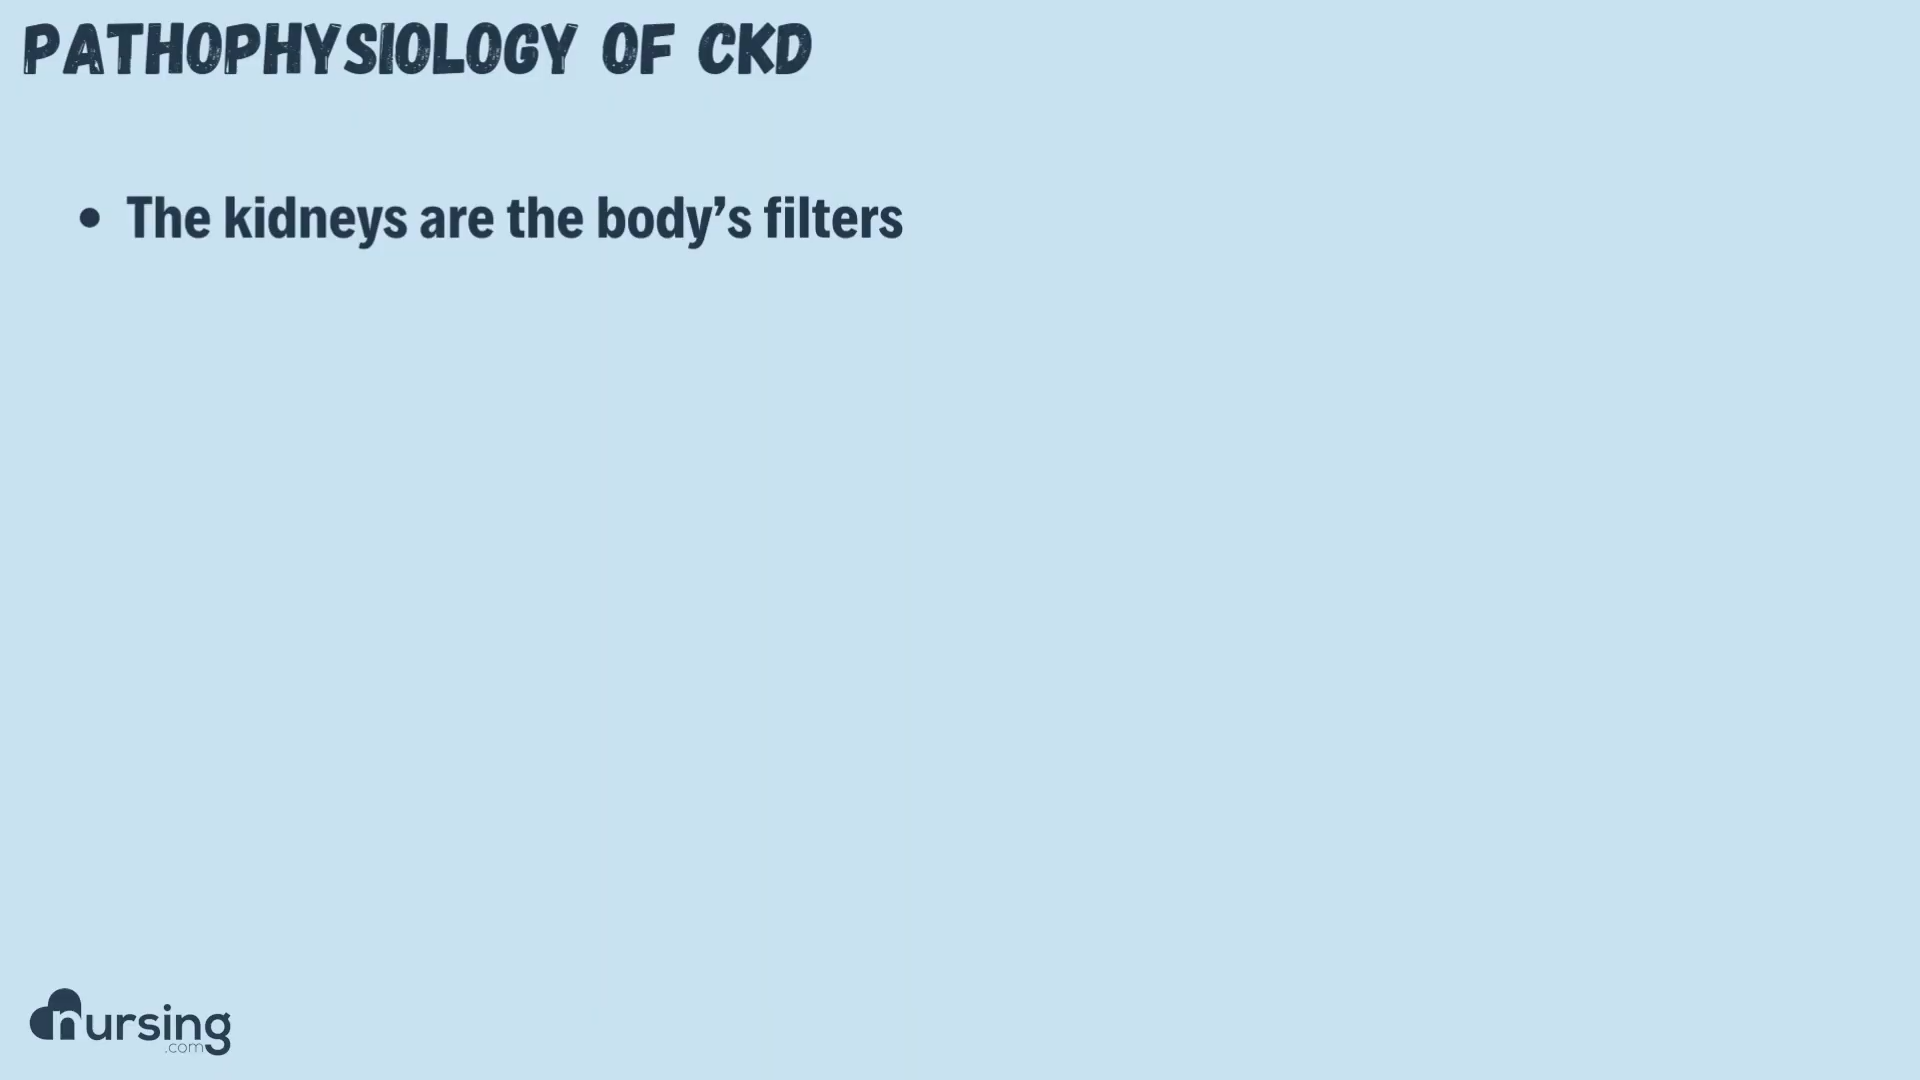 PATHOPHYSIOLOGY OF CKD
• The kidneys are the body’s filters
nursing
.com